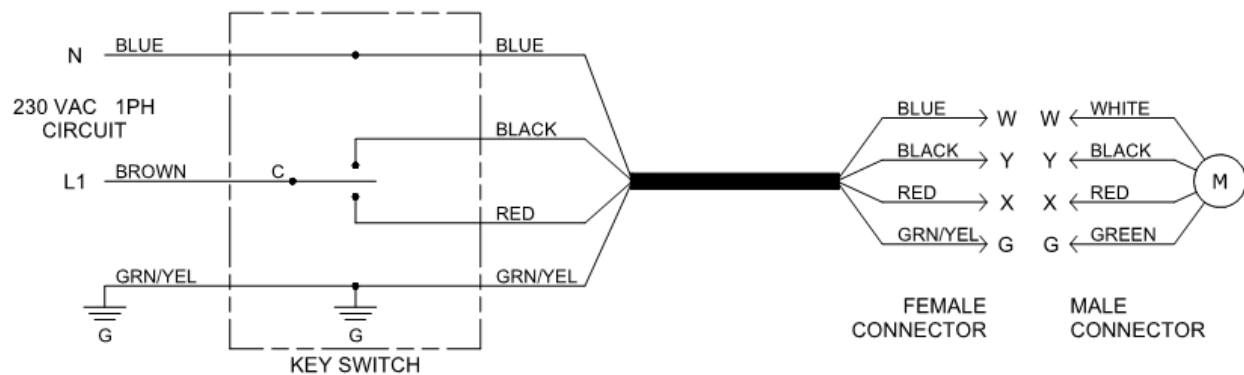 N
BLUE
BLUE
230 VAC 1PH
CIRCUIT
BLACK
L1
BROWN
C
RED
GRN/YEL
GRN/YEL
G
G
KEY SWITCH
BLUE
W
W
WHITE
BLACK
Y
Y
BLACK
RED
X
X
RED
GRN/YEL
G
G
GREEN
M
FEMALE
CONNECTOR
MALE
CONNECTOR